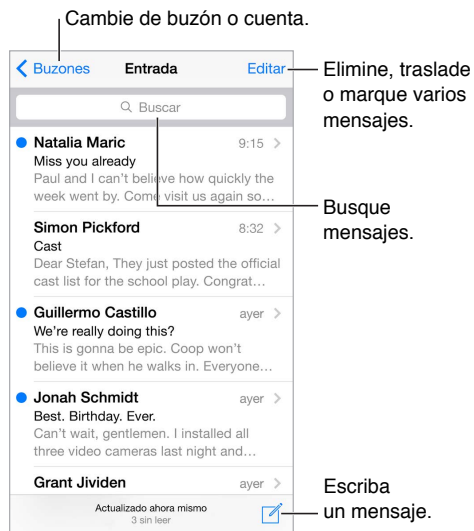 Cambie de buzón o cuenta.
Buzones Entrada Editar
Elimine, traslade
o marque varios
mensajes.
Buscar
Busque
mensajes.
Natalia Maric 9:15
Miss you already
Paul and I can't believe how quickly the
week went by. Come visit us again so...
Simon Pickford 8:32
Cast
Dear Stefan, They just posted the official
cast list for the school play. Congrat...
Guillermo Castillo ayer
We're really doing this?
This is gonna be epic. Coop won't
believe it when he walks in. Everyone...
Jonah Schmidt ayer
Best. Birthday. Ever.
Can't wait, gentlemen. I installed all
three video cameras last night and...
Grant Jividen ayer
Actualizado ahora mismo
3 sin leer
Escriba
un mensaje.